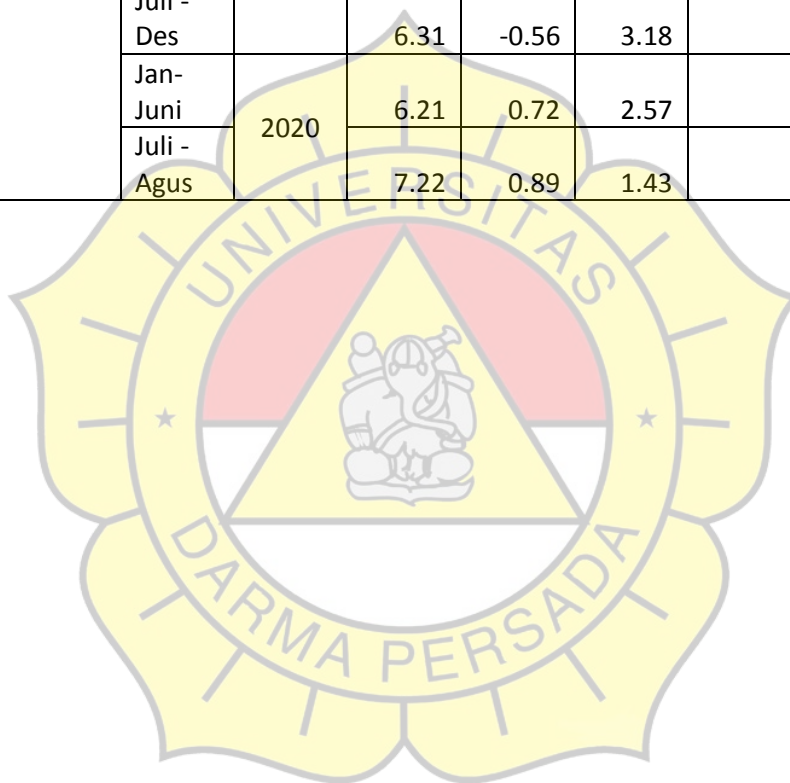 Juli -
Des 6.31 -0.56 3.18
Jan-
Juni 2020 6.21 0.72 2.57
Juli -
Agus 7.22 0.89 1.43
UNIVERSITAS
DARMA PERSADA